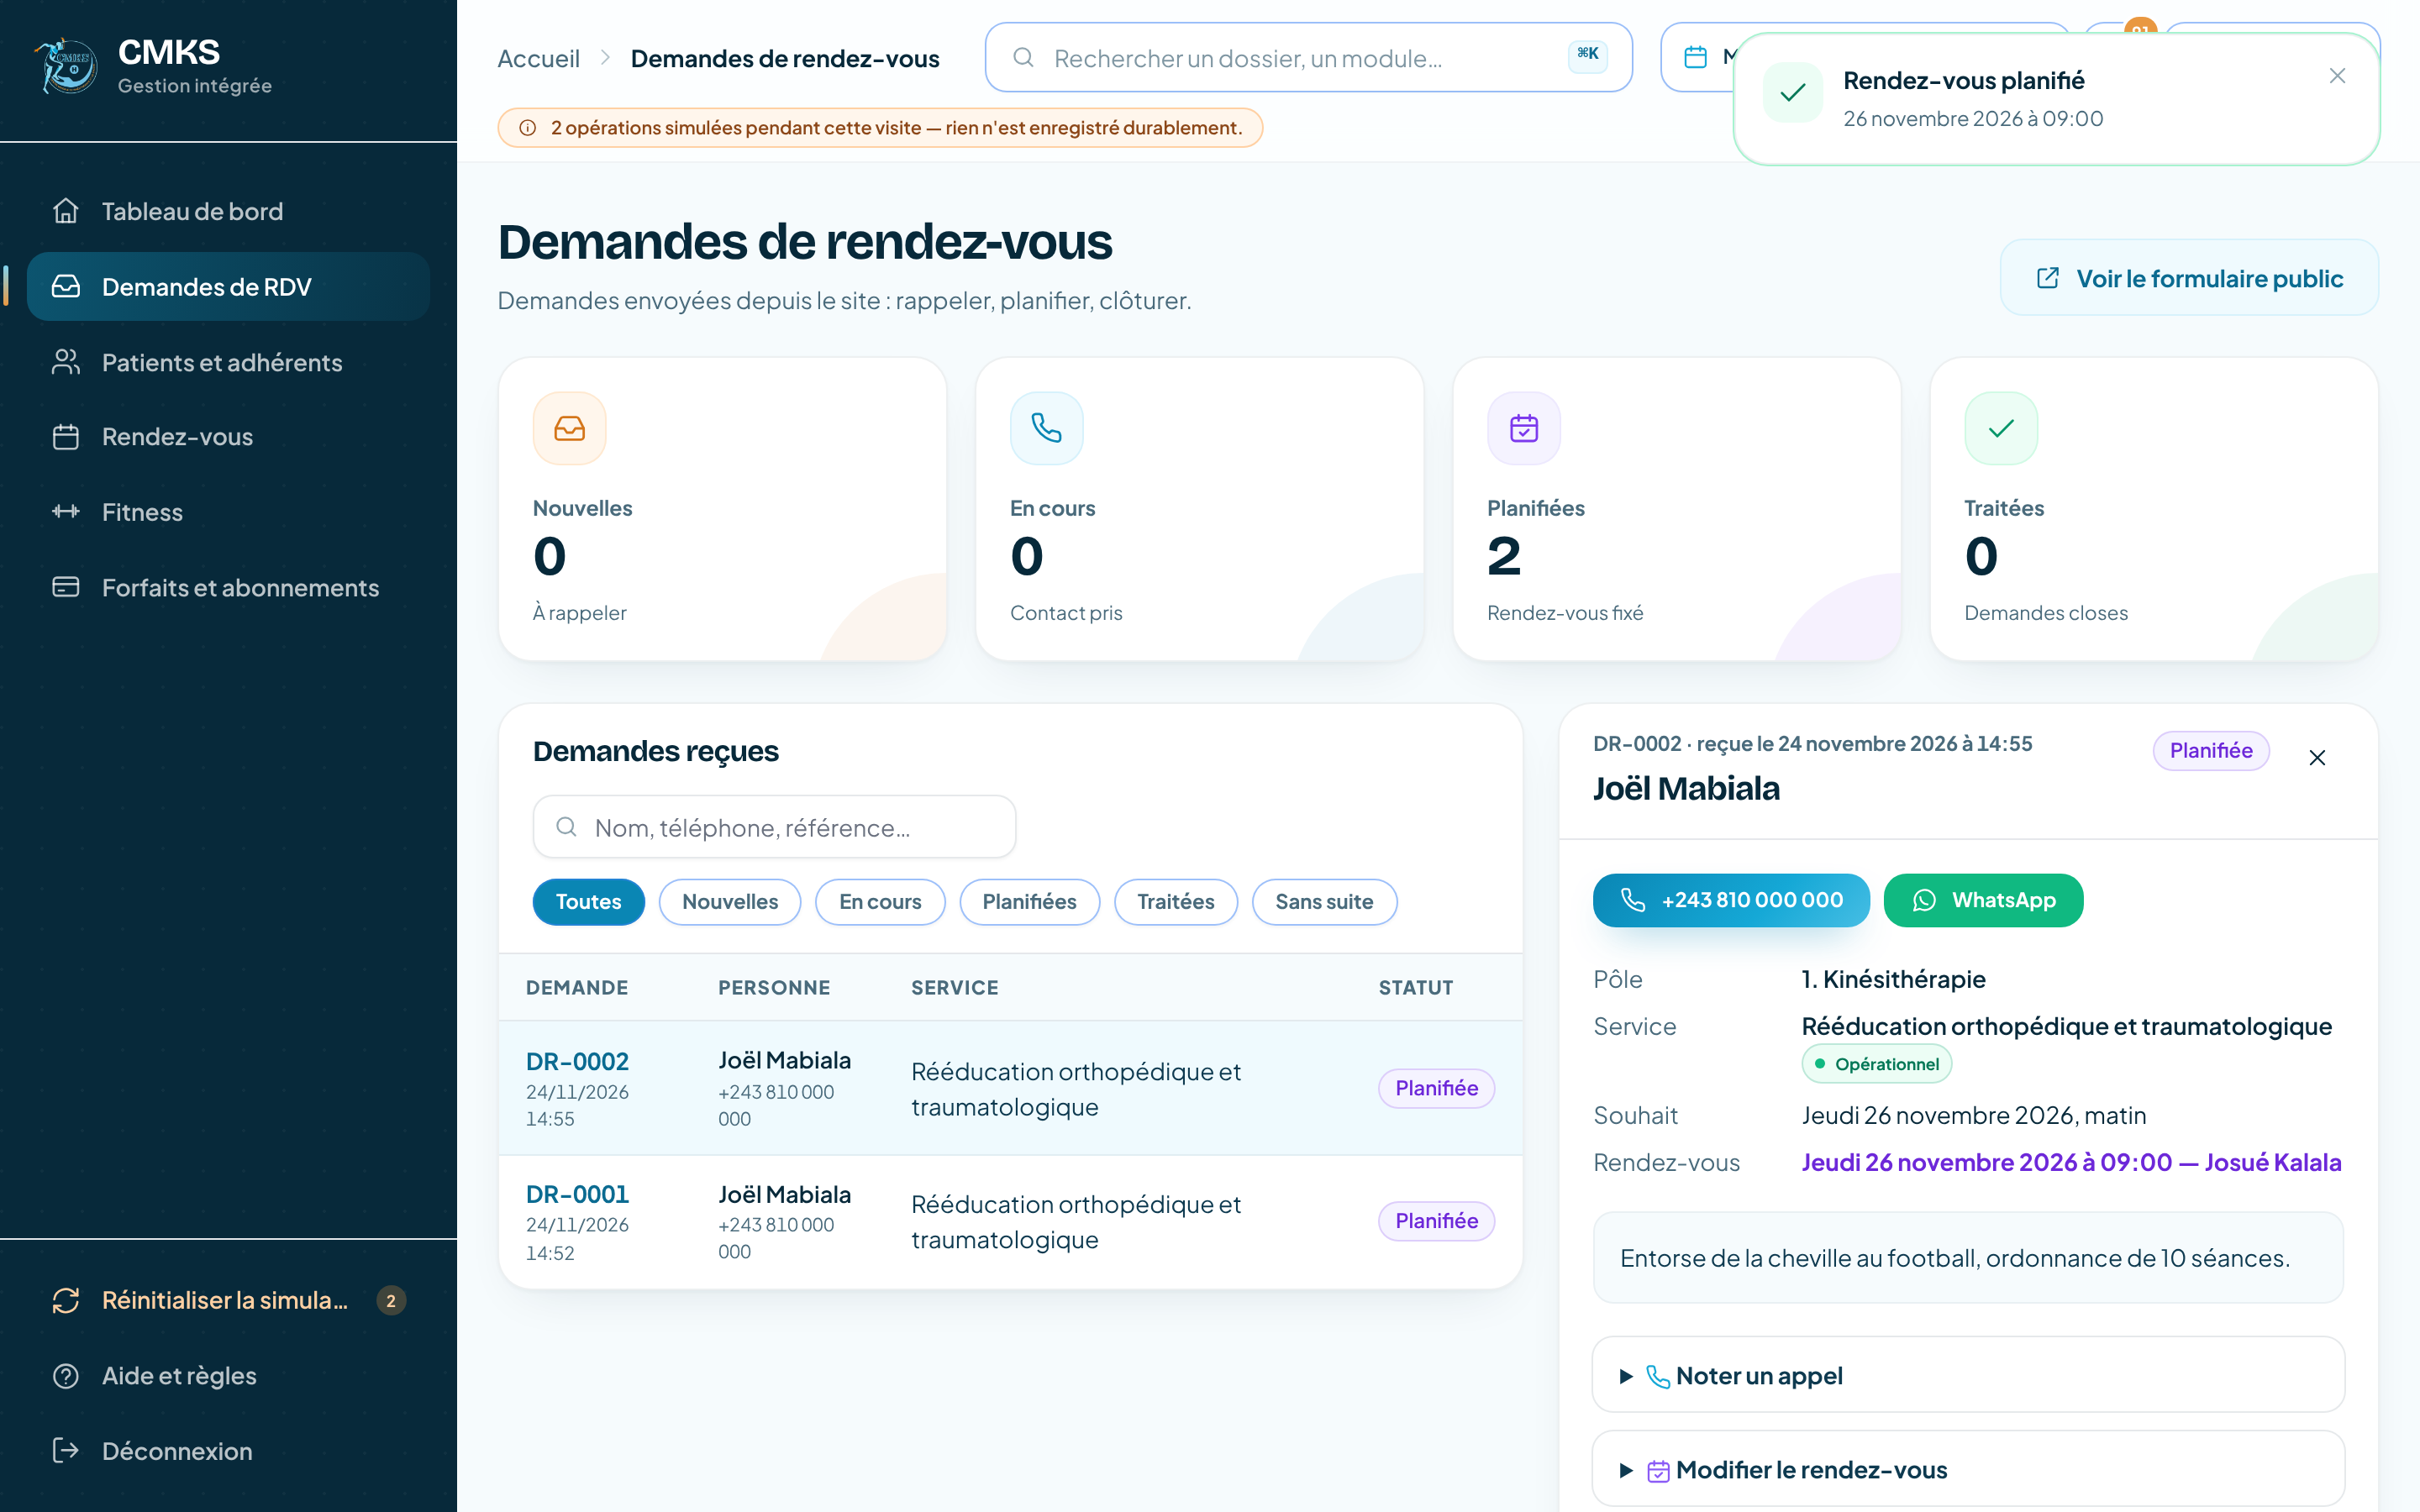 CMKS
Gestion intégrée
Tableau de bord
Demandes de RDV
Patients et adhérents
Rendez-vous
Fitness
Forfaits et abonnements
Réinitialiser la simula... 2
Aide et règles
Déconnexion
Accueil > Demandes de rendez-vous
Rechercher un dossier, un module... ⌘K
2 opérations simulées pendant cette visite — rien n'est enregistré durablement.
Rendez-vous planifié
26 novembre 2026 à 09:00
Demandes de rendez-vous
Demandes envoyées depuis le site : rappeler, planifier, clôturer.
Voir le formulaire public
Nouvelles
0
À rappeler
En cours
0
Contact pris
Planifiées
2
Rendez-vous fixé
Traitées
0
Demandes closes
Demandes reçues
Nom, téléphone, référence...
Toutes Nouvelles En cours Planifiées Traitées Sans suite
DEMANDE PERSONNE SERVICE STATUT
DR-0002
24/11/2026
14:55
Joël Mabiala
+243 810 000
000
Rééducation orthopédique et
traumatologique
Planifiée
DR-0001
24/11/2026
14:52
Joël Mabiala
+243 810 000
000
Rééducation orthopédique et
traumatologique
Planifiée
DR-0002 · reçue le 24 novembre 2026 à 14:55
Planifiée
Joël Mabiala
+243 810 000 000
WhatsApp
Pôle 1. Kinésithérapie
Service Rééducation orthopédique et traumatologique
Opérationnel
Souhait Jeudi 26 novembre 2026, matin
Rendez-vous Jeudi 26 novembre 2026 à 09:00 — Josué Kalala
Entorse de la cheville au football, ordonnance de 10 séances.
Noter un appel
Modifier le rendez-vous